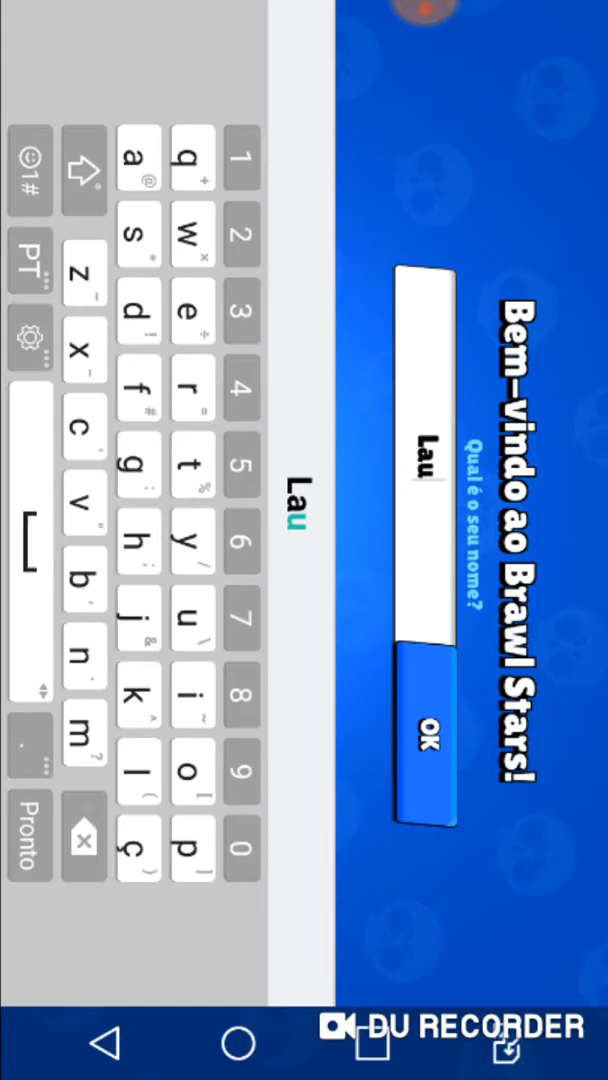 Bem-vindo ao Brawl Stars!
Qual é o seu nome?
Lau
OK
Lau
1 2 3 4 5 6 7 8 9 0
q w e r t y u i o p
a s d f g h j k l ç
z x c v b n m
1# PT . Pronto
DU RECORDER